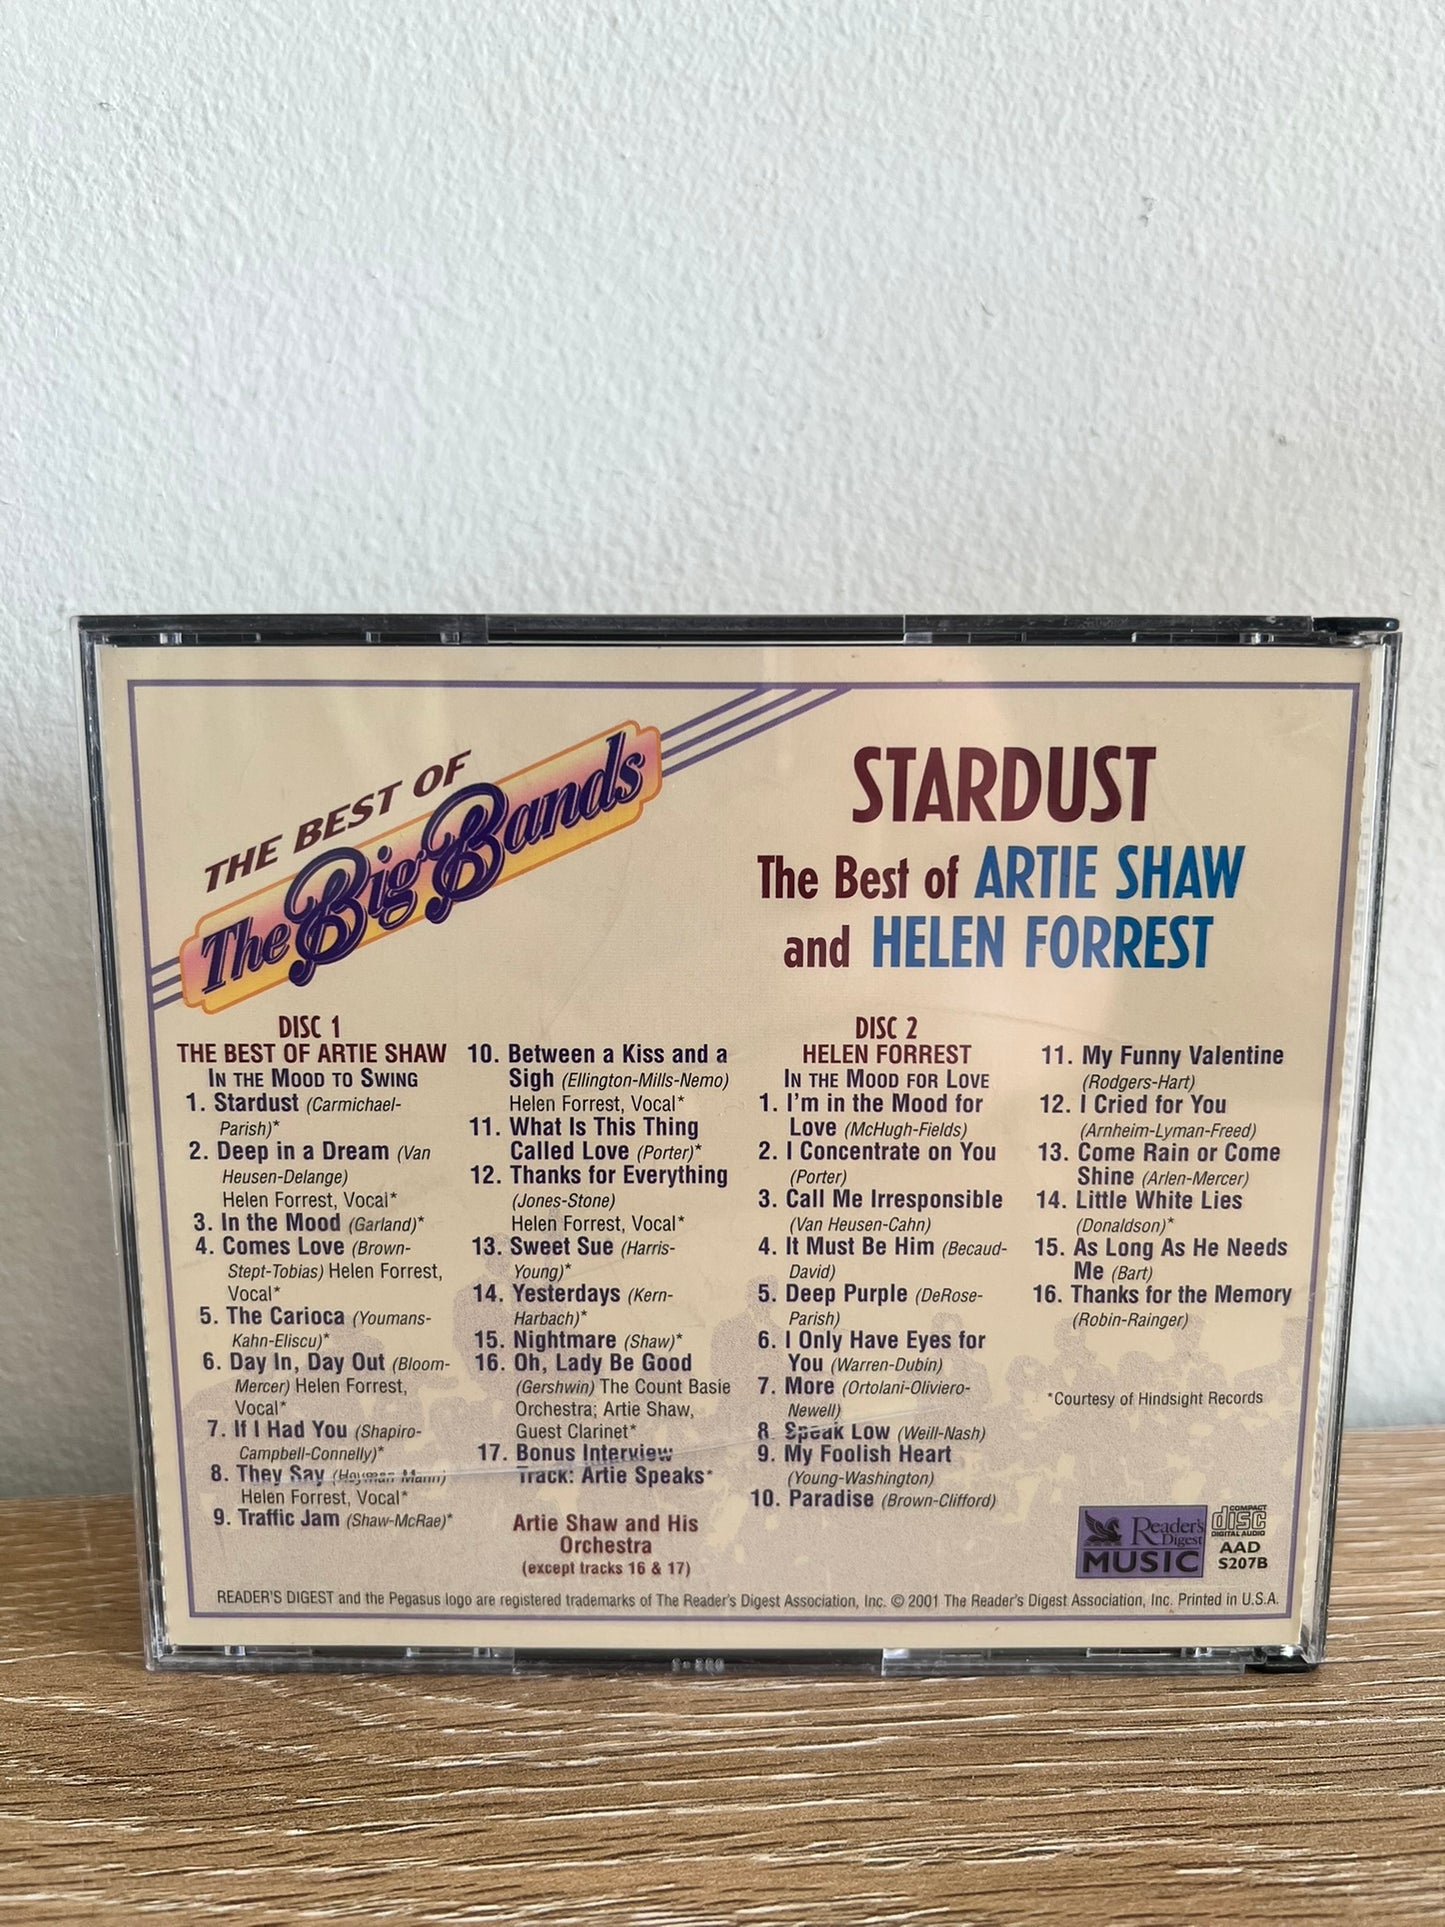 THE BEST OF
The Big Bands
STARDUST
The Best of ARTIE SHAW
and HELEN FORREST
DISC 1
THE BEST OF ARTIE SHAW
IN THE MOOD TO SWING
1. Stardust (Carmichael-
Parish)*
2. Deep in a Dream (Van
Heusen-Delange)
Helen Forrest, Vocal*
3. In the Mood (Garland)*
4. Comes Love (Brown-
Stept-Tobias) Helen Forrest,
Vocal*
5. The Carioca (Youmans-
Kahn-Eliscu)*
6. Day In, Day Out (Bloom-
Mercer) Helen Forrest,
Vocal*
7. If I Had You (Shapiro-
Campbell-Connelly)*
8. They Say (Heyman-Mann)
Helen Forrest, Vocal*
9. Traffic Jam (Shaw-McRae)*
10. Between a Kiss and a
Sigh (Ellington-Mills-Nemo)
Helen Forrest, Vocal*
11. What Is This Thing
Called Love (Porter)*
12. Thanks for Everything
(Jones-Stone)
Helen Forrest, Vocal*
13. Sweet Sue (Harris-
Young)*
14. Yesterdays (Kern-
Harbach)*
15. Nightmare (Shaw)*
16. Oh, Lady Be Good
(Gershwin) The Count Basie
Orchestra; Artie Shaw,
Guest Clarinet*
17. Bonus Interview
Track: Artie Speaks*
Artie Shaw and His
Orchestra
(except tracks 16 & 17)
DISC 2
HELEN FORREST
IN THE MOOD FOR LOVE
1. I'm in the Mood for
Love (McHugh-Fields)
2. I Concentrate on You
(Porter)
3. Call Me Irresponsible
(Van Heusen-Cahn)
4. It Must Be Him (Becaud-
David)
5. Deep Purple (DeRose-
Parish)
6. I Only Have Eyes for
You (Warren-Dubin)
7. More (Ortolani-Oliviero-
Newell)
8. Speak Low (Weill-Nash)
9. My Foolish Heart
(Young-Washington)
10. Paradise (Brown-Clifford)
11. My Funny Valentine
(Rodgers-Hart)
12. I Cried for You
(Arnheim-Lyman-Freed)
13. Come Rain or Come
Shine (Arlen-Mercer)
14. Little White Lies
(Donaldson)*
15. As Long As He Needs
Me (Bart)
16. Thanks for the Memory
(Robin-Rainger)
*Courtesy of Hindsight Records
Reader's
Digest
MUSIC
COMPACT
disc
DIGITAL AUDIO
AAD
S207B
READER'S DIGEST and the Pegasus logo are registered trademarks of The Reader's Digest Association, Inc. © 2001 The Reader's Digest Association, Inc. Printed in U.S.A.